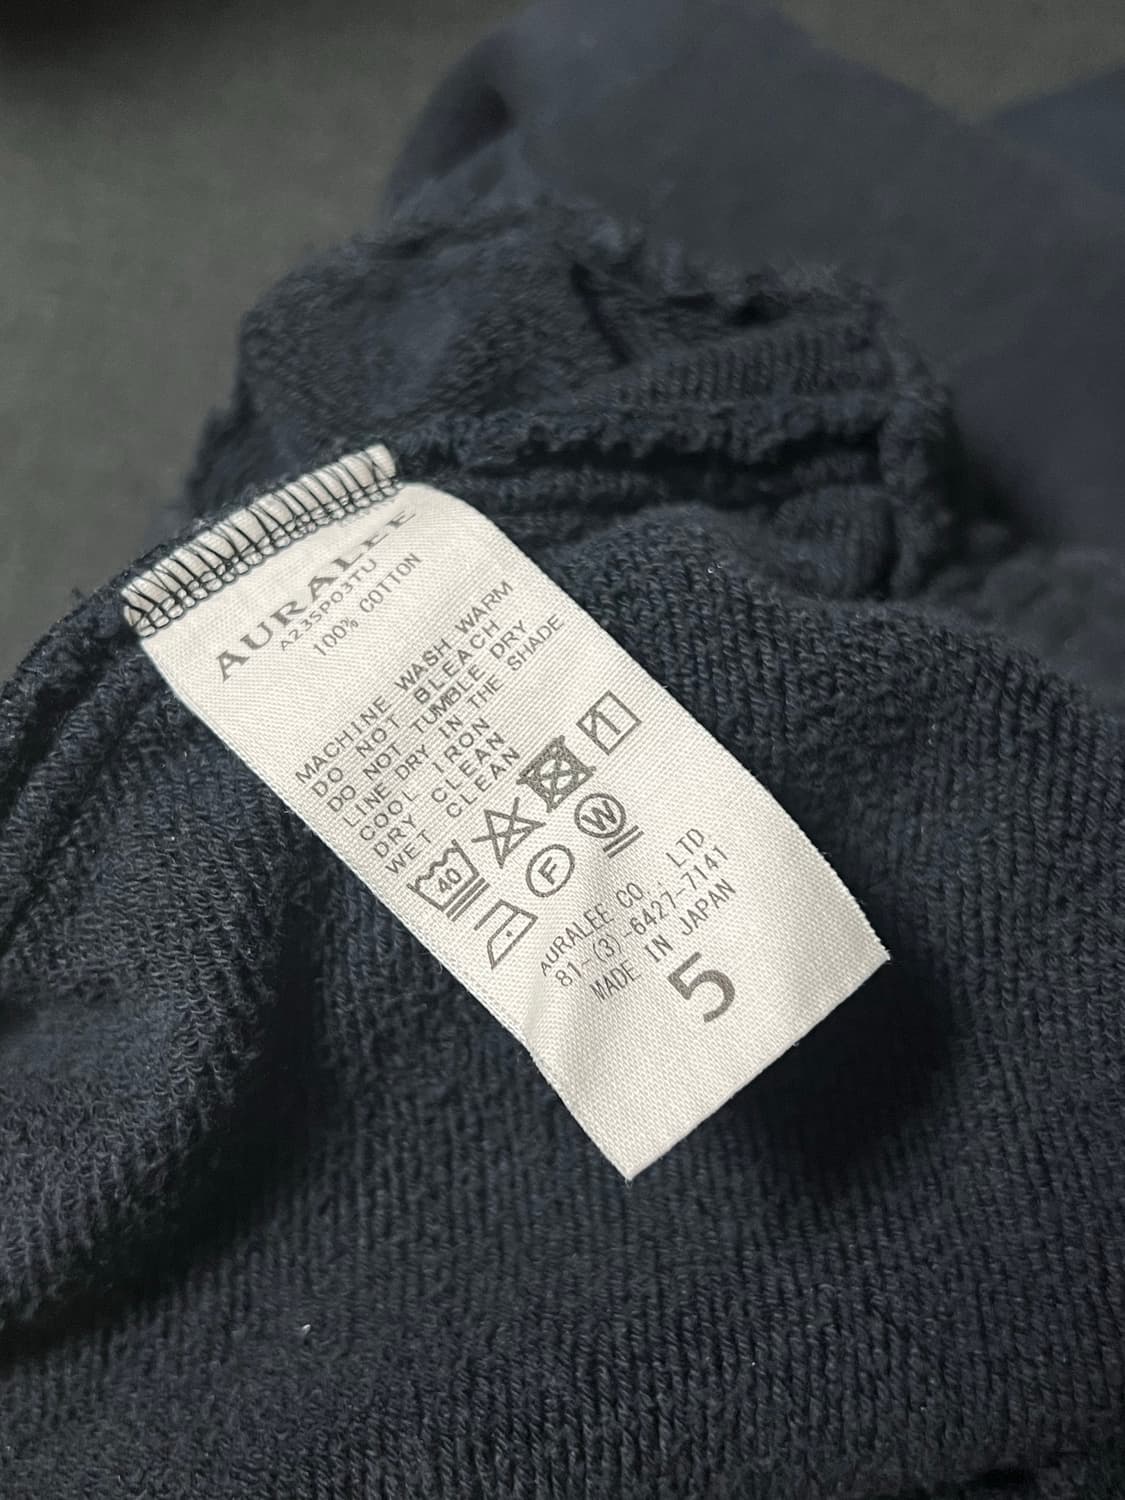 AURALEE
A23SP03TU
100% COTTON
MACHINE WASH WARM
DO NOT BLEACH
DO NOT TUMBLE DRY
LINE DRY IN THE SHADE
COOL IRON
DRY CLEAN
WET CLEAN
40
F W
AURALEE CO., LTD
81-(3)-6427-7141
MADE IN JAPAN
5